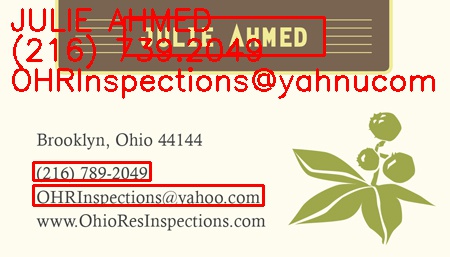 JULIE AHMED
JULIE AHMED
(216) 739.2049
OHRInspections@yahnucom
Brooklyn, Ohio 44144
(216) 789-2049
OHRInspections@yahoo.com
www.OhioResInspections.com